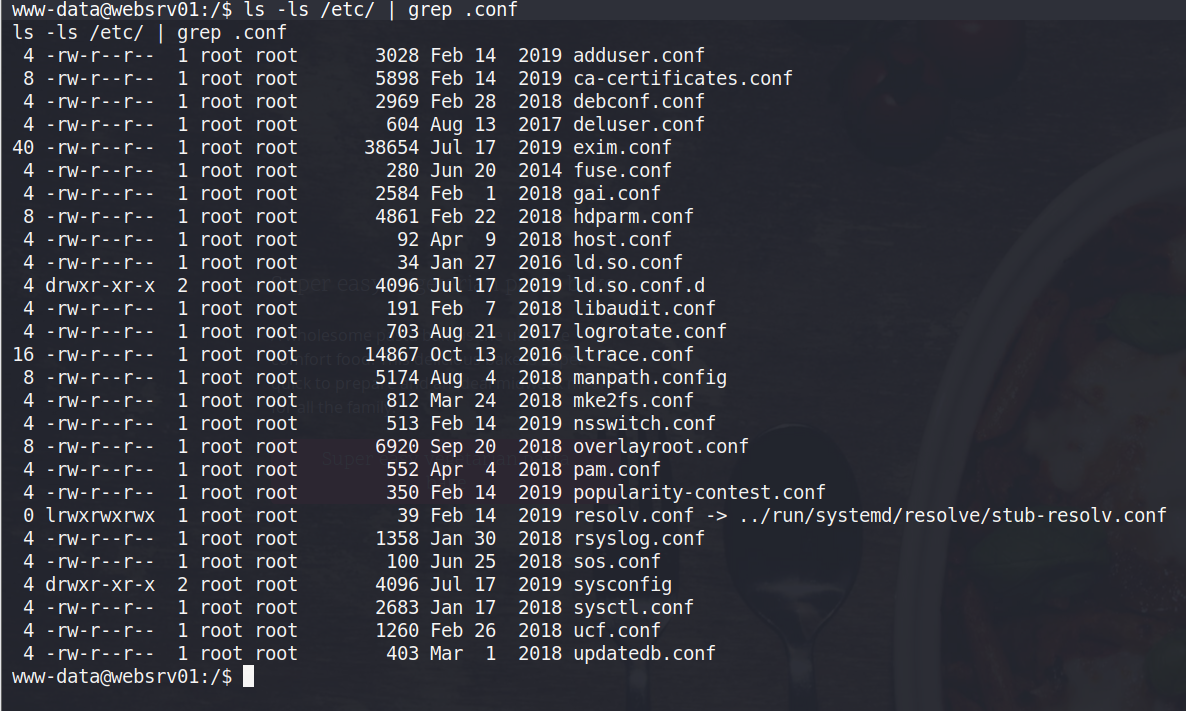 www-data@websrv01:/$ ls -ls /etc/ | grep .conf
ls -ls /etc/ | grep .conf
 4 -rw-r--r--  1 root root       3028 Feb 14  2019 adduser.conf
 8 -rw-r--r--  1 root root       5898 Feb 14  2019 ca-certificates.conf
 4 -rw-r--r--  1 root root       2969 Feb 28  2018 debconf.conf
 4 -rw-r--r--  1 root root        604 Aug 13  2017 deluser.conf
40 -rw-r--r--  1 root root      38654 Jul 17  2019 exim.conf
 4 -rw-r--r--  1 root root        280 Jun 20  2014 fuse.conf
 4 -rw-r--r--  1 root root       2584 Feb  1  2018 gai.conf
 8 -rw-r--r--  1 root root       4861 Feb 22  2018 hdparm.conf
 4 -rw-r--r--  1 root root         92 Apr  9  2018 host.conf
 4 -rw-r--r--  1 root root         34 Jan 27  2016 ld.so.conf
 4 drwxr-xr-x  2 root root       4096 Jul 17  2019 ld.so.conf.d
 4 -rw-r--r--  1 root root        191 Feb  7  2018 libaudit.conf
 4 -rw-r--r--  1 root root        703 Aug 21  2017 logrotate.conf
16 -rw-r--r--  1 root root      14867 Oct 13  2016 ltrace.conf
 8 -rw-r--r--  1 root root       5174 Aug  4  2018 manpath.config
 4 -rw-r--r--  1 root root        812 Mar 24  2018 mke2fs.conf
 4 -rw-r--r--  1 root root        513 Feb 14  2019 nsswitch.conf
 8 -rw-r--r--  1 root root       6920 Sep 20  2018 overlayroot.conf
 4 -rw-r--r--  1 root root        552 Apr  4  2018 pam.conf
 4 -rw-r--r--  1 root root        350 Feb 14  2019 popularity-contest.conf
 0 lrwxrwxrwx  1 root root         39 Feb 14  2019 resolv.conf -> ../run/systemd/resolve/stub-resolv.conf
 4 -rw-r--r--  1 root root       1358 Jan 30  2018 rsyslog.conf
 4 -rw-r--r--  1 root root        100 Jun 25  2018 sos.conf
 4 drwxr-xr-x  2 root root       4096 Jul 17  2019 sysconfig
 4 -rw-r--r--  1 root root       2683 Jan 17  2018 sysctl.conf
 4 -rw-r--r--  1 root root       1260 Feb 26  2018 ucf.conf
 4 -rw-r--r--  1 root root        403 Mar  1  2018 updatedb.conf
www-data@websrv01:/$